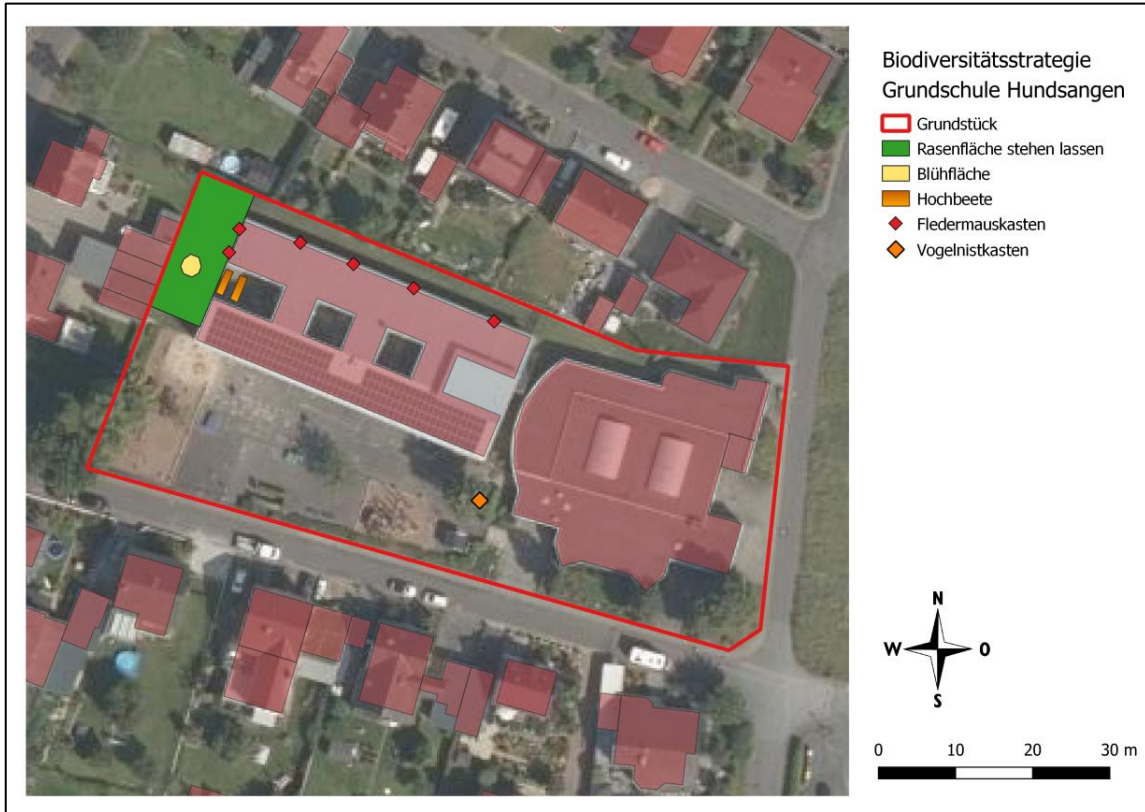 Biodiversitätsstrategie
Grundschule Hundsangen
Grundstück
Rasenfläche stehen lassen
Blühfläche
Hochbeete
Fledermauskasten
Vogelnistkasten
N
W O
S
0 10 20 30 m